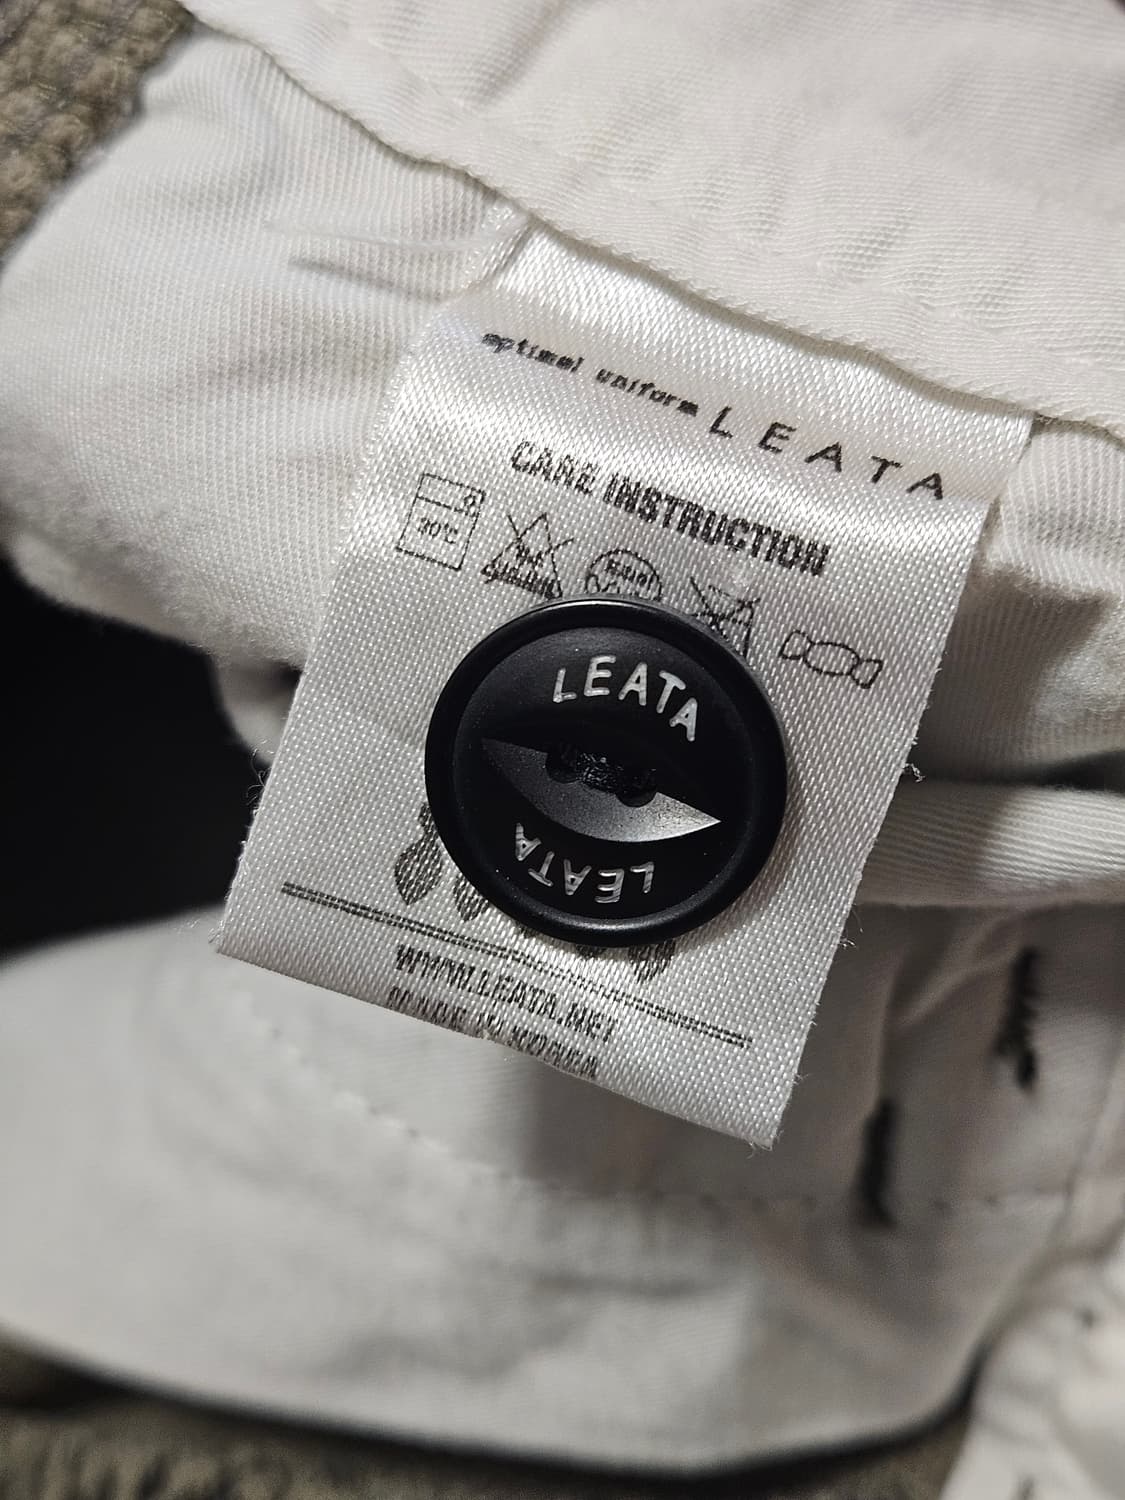 optimal uniform LEATA
CARE INSTRUCTION
30℃
LEATA
LEATA
WWW.LEATA.NET
MADE IN KOREA